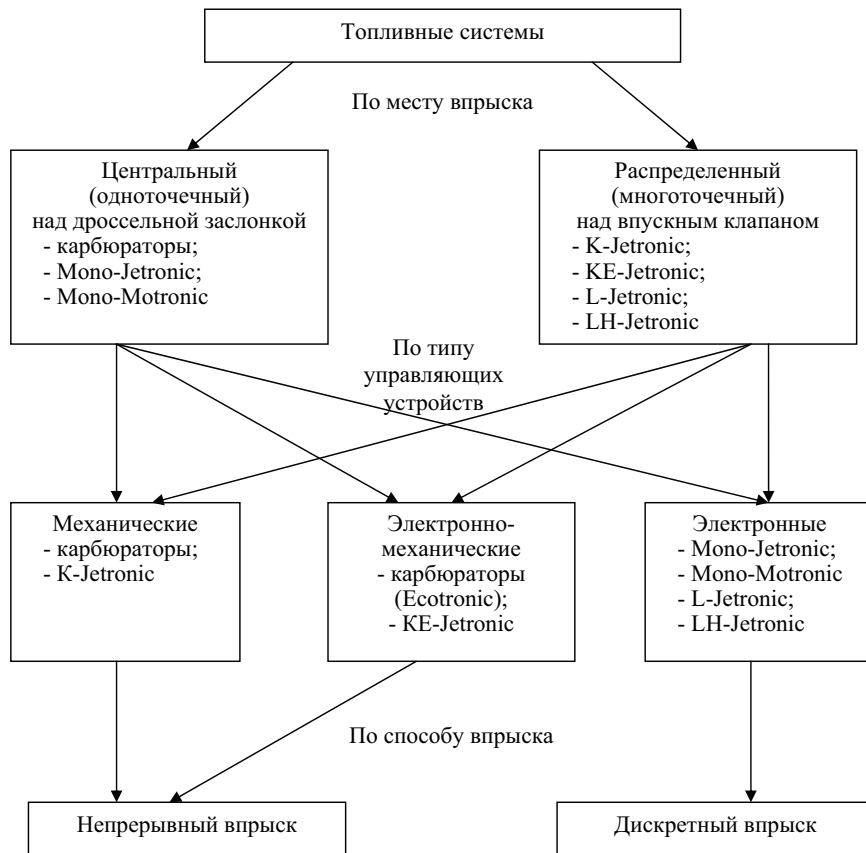 Топливные системы
По месту впрыска
Центральный
(одноточечный)
над дроссельной заслонкой
- карбюраторы;
- Mono-Jetronic;
- Mono-Motronic
Распределенный
(многоточечный)
над впускным клапаном
- K-Jetronic;
- KE-Jetronic;
- L-Jetronic;
- LH-Jetronic
По типу
управляющих
устройств
Механические
- карбюраторы;
- K-Jetronic
Электронно-
механические
- карбюраторы
(Ecotronic);
- KE-Jetronic
Электронные
- Mono-Jetronic;
- Mono-Motronic
- L-Jetronic;
- LH-Jetronic
По способу впрыска
Непрерывный впрыск
Дискретный впрыск